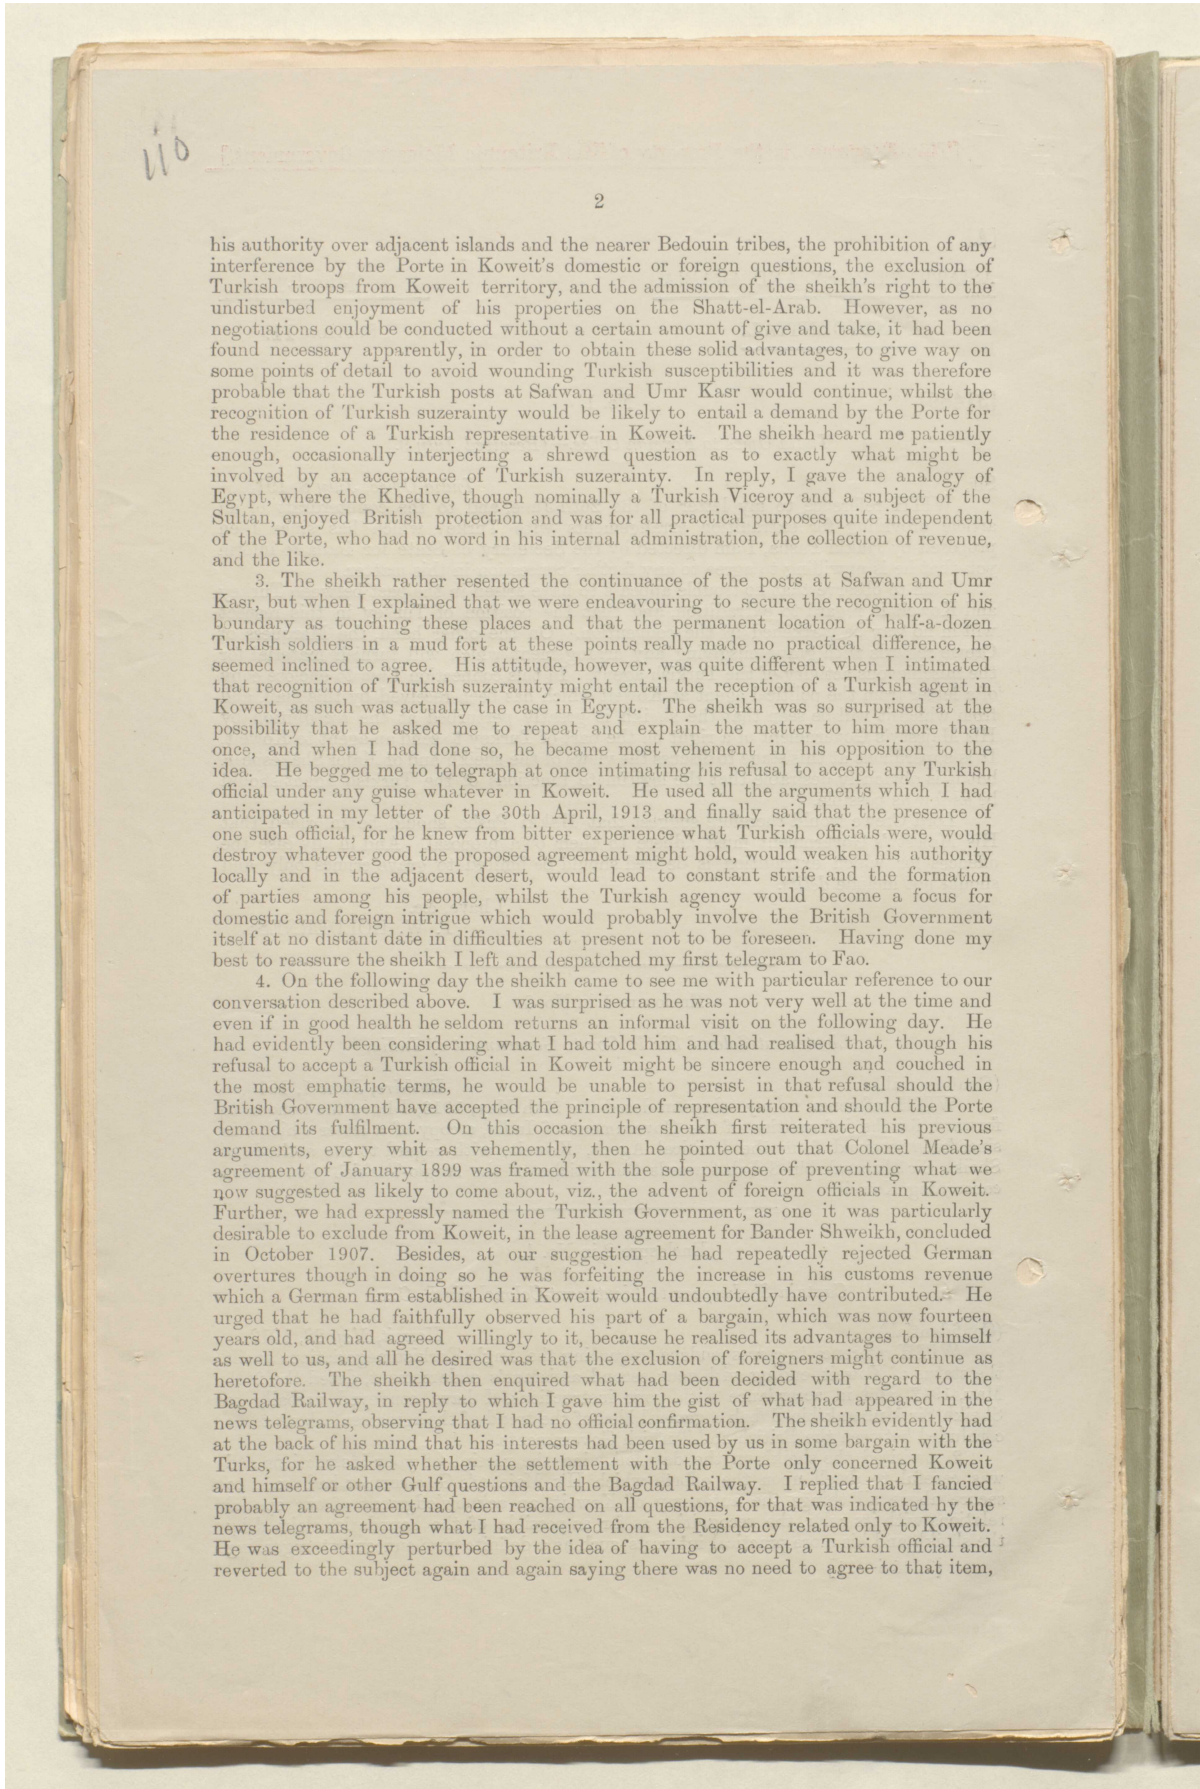 110
2
his authority over adjacent islands and the nearer Bedouin tribes, the prohibition of any
interference by the Porte in Koweit's domestic or foreign questions, the exclusion of
Turkish troops from Koweit territory, and the admission of the sheikh's right to the
undisturbed enjoyment of his properties on the Shatt-el-Arab. However, as no
negotiations could be conducted without a certain amount of give and take, it had been
found necessary apparently, in order to obtain these solid advantages, to give way on
some points of detail to avoid wounding Turkish susceptibilities and it was therefore
probable that the Turkish posts at Safwan and Umr Kasr would continue, whilst the
recognition of Turkish suzerainty would be likely to entail a demand by the Porte for
the residence of a Turkish representative in Koweit. The sheikh heard me patiently
enough, occasionally interjecting a shrewd question as to exactly what might be
involved by an acceptance of Turkish suzerainty. In reply, I gave the analogy of
Egypt, where the Khedive, though nominally a Turkish Viceroy and a subject of the
Sultan, enjoyed British protection and was for all practical purposes quite independent
of the Porte, who had no word in his internal administration, the collection of revenue,
and the like.
3. The sheikh rather resented the continuance of the posts at Safwan and Umr
Kasr, but when I explained that we were endeavouring to secure the recognition of his
boundary as touching these places and that the permanent location of half-a-dozen
Turkish soldiers in a mud fort at these points really made no practical difference, he
seemed inclined to agree. His attitude, however, was quite different when I intimated
that recognition of Turkish suzerainty might entail the reception of a Turkish agent in
Koweit, as such was actually the case in Egypt. The sheikh was so surprised at the
possibility that he asked me to repeat and explain the matter to him more than
once, and when I had done so, he became most vehement in his opposition to the
idea. He begged me to telegraph at once intimating his refusal to accept any Turkish
official under any guise whatever in Koweit. He used all the arguments which I had
anticipated in my letter of the 30th April, 1913 and finally said that the presence of
one such official, for he knew from bitter experience what Turkish officials were, would
destroy whatever good the proposed agreement might hold, would weaken his authority
locally and in the adjacent desert, would lead to constant strife and the formation
of parties among his people, whilst the Turkish agency would become a focus for
domestic and foreign intrigue which would probably involve the British Government
itself at no distant date in difficulties at present not to be foreseen. Having done my
best to reassure the sheikh I left and despatched my first telegram to Fao.
4. On the following day the sheikh came to see me with particular reference to our
conversation described above. I was surprised as he was not very well at the time and
even if in good health he seldom returns an informal visit on the following day. He
had evidently been considering what I had told him and had realised that, though his
refusal to accept a Turkish official in Koweit might be sincere enough and couched in
the most emphatic terms, he would be unable to persist in that refusal should the
British Government have accepted the principle of representation and should the Porte
demand its fulfilment. On this occasion the sheikh first reiterated his previous
arguments, every whit as vehemently, then he pointed out that Colonel Meade's
agreement of January 1899 was framed with the sole purpose of preventing what we
now suggested as likely to come about, viz., the advent of foreign officials in Koweit.
Further, we had expressly named the Turkish Government, as one it was particularly
desirable to exclude from Koweit, in the lease agreement for Bander Shweikh, concluded
in October 1907. Besides, at our suggestion he had repeatedly rejected German
overtures though in doing so he was forfeiting the increase in his customs revenue
which a German firm established in Koweit would undoubtedly have contributed. He
urged that he had faithfully observed his part of a bargain, which was now fourteen
years old, and had agreed willingly to it, because he realised its advantages to himself
as well to us, and all he desired was that the exclusion of foreigners might continue as
heretofore. The sheikh then enquired what had been decided with regard to the
Bagdad Railway, in reply to which I gave him the gist of what had appeared in the
news telegrams, observing that I had no official confirmation. The sheikh evidently had
at the back of his mind that his interests had been used by us in some bargain with the
Turks, for he asked whether the settlement with the Porte only concerned Koweit
and himself or other Gulf questions and the Bagdad Railway. I replied that I fancied
probably an agreement had been reached on all questions, for that was indicated by the
news telegrams, though what I had received from the Residency related only to Koweit.
He was exceedingly perturbed by the idea of having to accept a Turkish official and
reverted to the subject again and again saying there was no need to agree to that item,